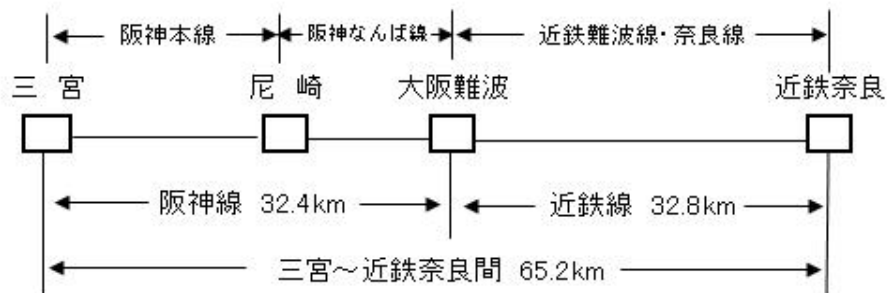 阪神本線 阪神なんば線 近鉄難波線・奈良線
三宮 尼崎 大阪難波 近鉄奈良
阪神線 32.4km 近鉄線 32.8km
三宮～近鉄奈良間 65.2km